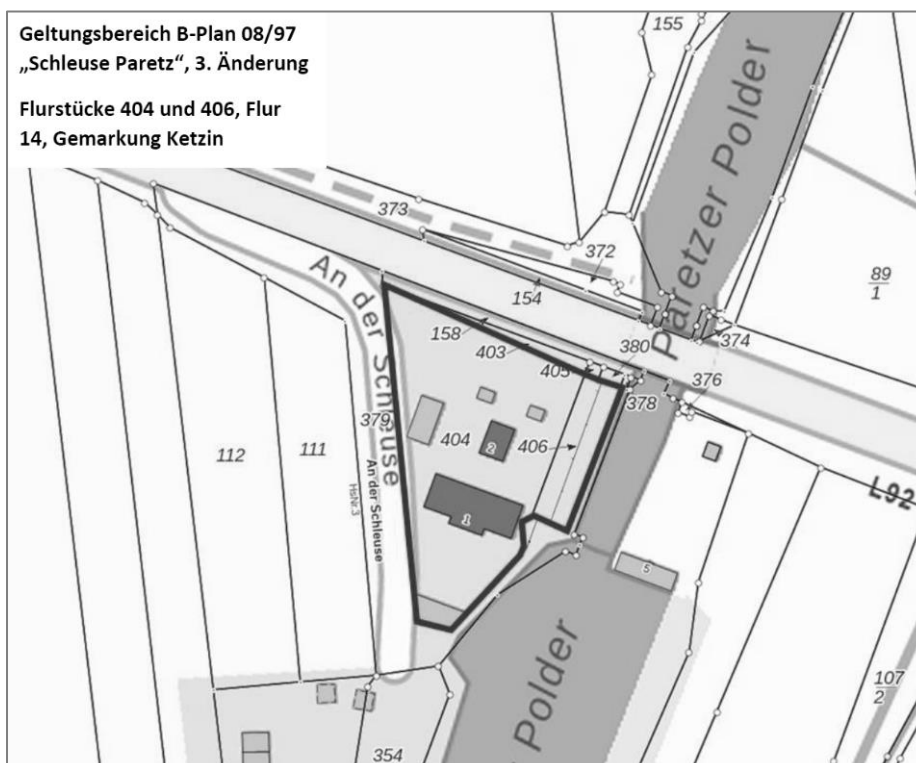 Geltungsbereich B-Plan 08/97
„Schleuse Paretz“, 3. Änderung
Flurstücke 404 und 406, Flur
14, Gemarkung Ketzin
155
Paretzer Polder
373
372
154
An der Schleuse
158
403
405
380
374
376
378
89
1
379
404
2
406
112
111
HsNr.3
An der Schleuse
1
L92
5
107
2
354
Polder